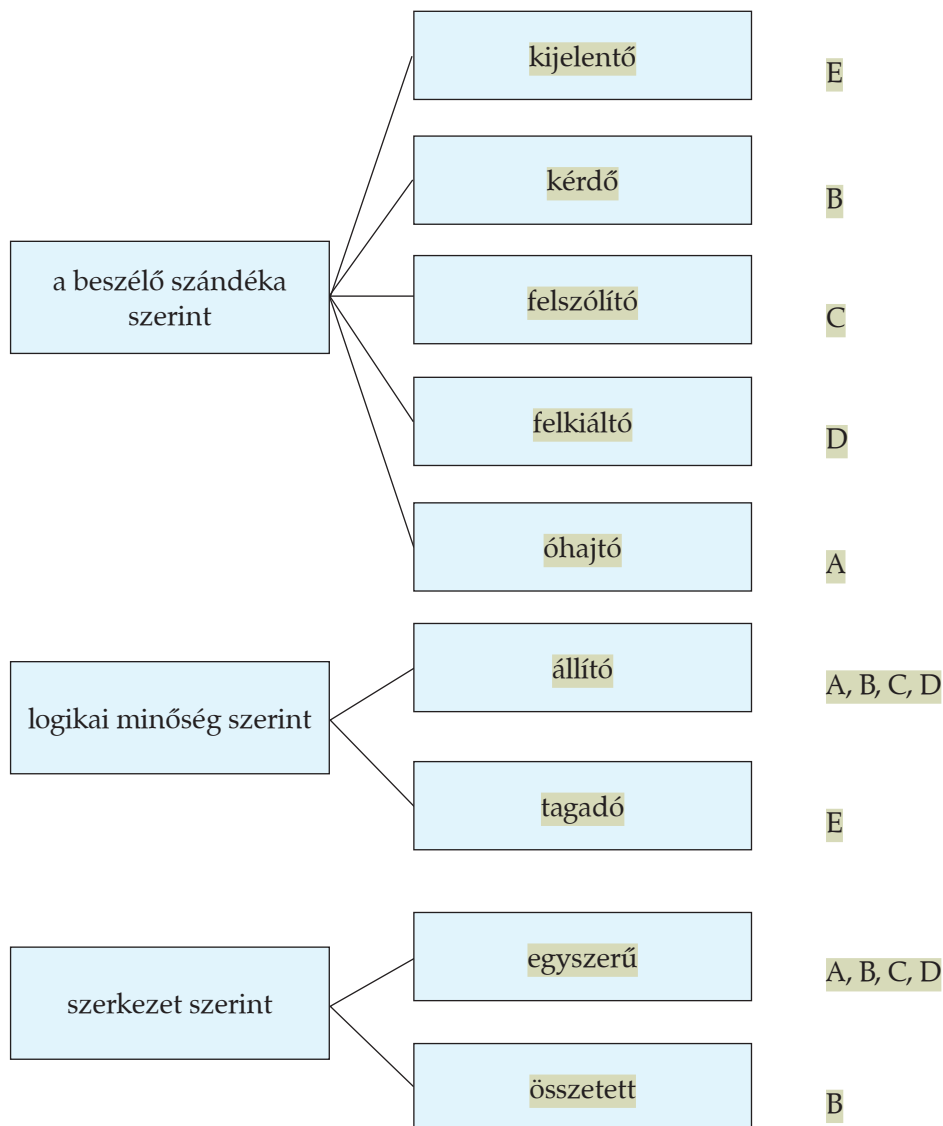 kijelentő
E
kérdő
B
a beszélő szándéka
szerint
felszólító
C
felkiáltó
D
óhajtó
A
állító
A, B, C, D
logikai minőség szerint
tagadó
E
egyszerű
A, B, C, D
szerkezet szerint
összetett
B